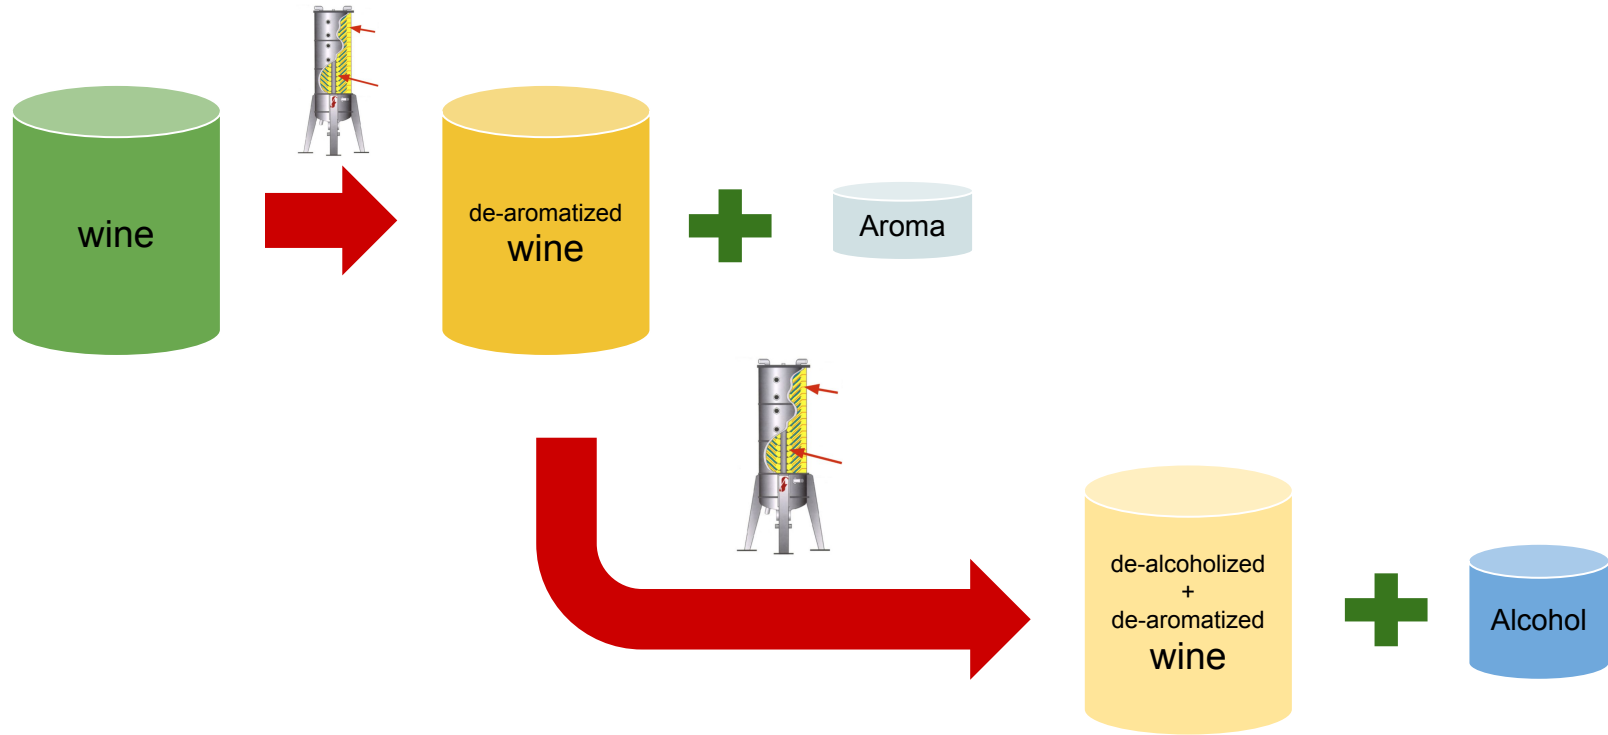 wine
de-aromatized
wine
Aroma
de-alcoholized
+
de-aromatized
wine
Alcohol